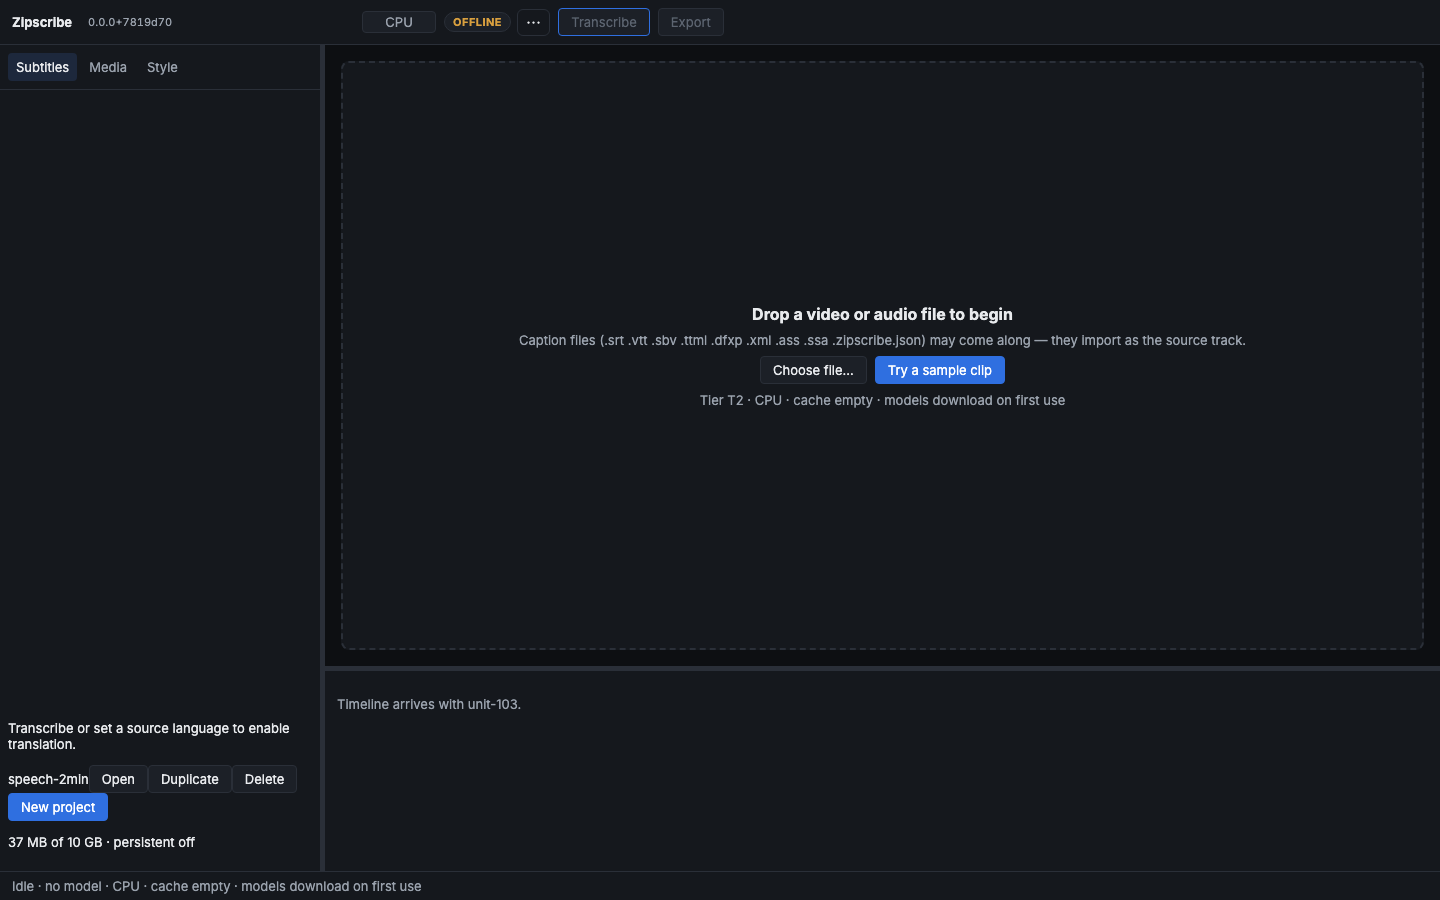 Zipscribe 0.0.0+7819d70 CPU OFFLINE ... Transcribe Export
Subtitles Media Style
Drop a video or audio file to begin
Caption files (.srt .vtt .sbv .ttml .dfxp .xml .ass .ssa .zipscribe.json) may come along — they import as the source track.
Choose file... Try a sample clip
Tier T2 · CPU · cache empty · models download on first use
Timeline arrives with unit-103.
Transcribe or set a source language to enable
translation.
speech-2min Open Duplicate Delete
New project
37 MB of 10 GB · persistent off
Idle · no model · CPU · cache empty · models download on first use